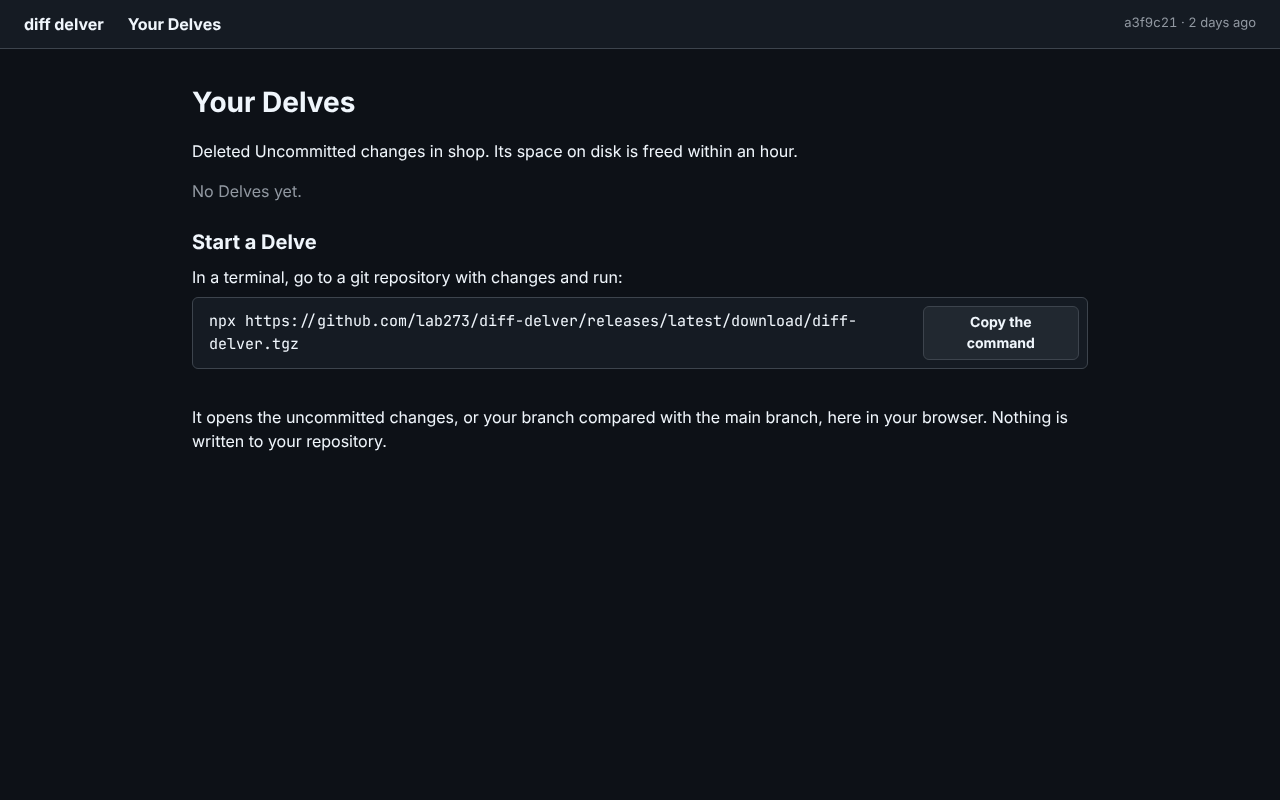 diff delver Your Delves a3f9c21 · 2 days ago
Your Delves
Deleted Uncommitted changes in shop. Its space on disk is freed within an hour.
No Delves yet.
Start a Delve
In a terminal, go to a git repository with changes and run:
npx https://github.com/lab273/diff-delver/releases/latest/download/diff-
delver.tgz
Copy the
command
It opens the uncommitted changes, or your branch compared with the main branch, here in your browser. Nothing is
written to your repository.